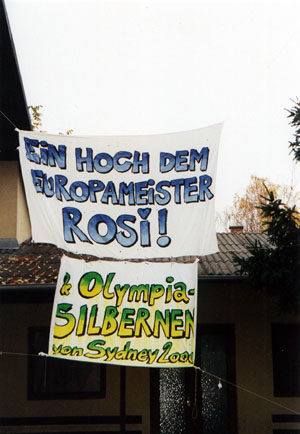 EiN HOCH DEM
EUROPAMEiSTER
ROSi!
& Olympia-
SILBERNEN
von Sydney 2000